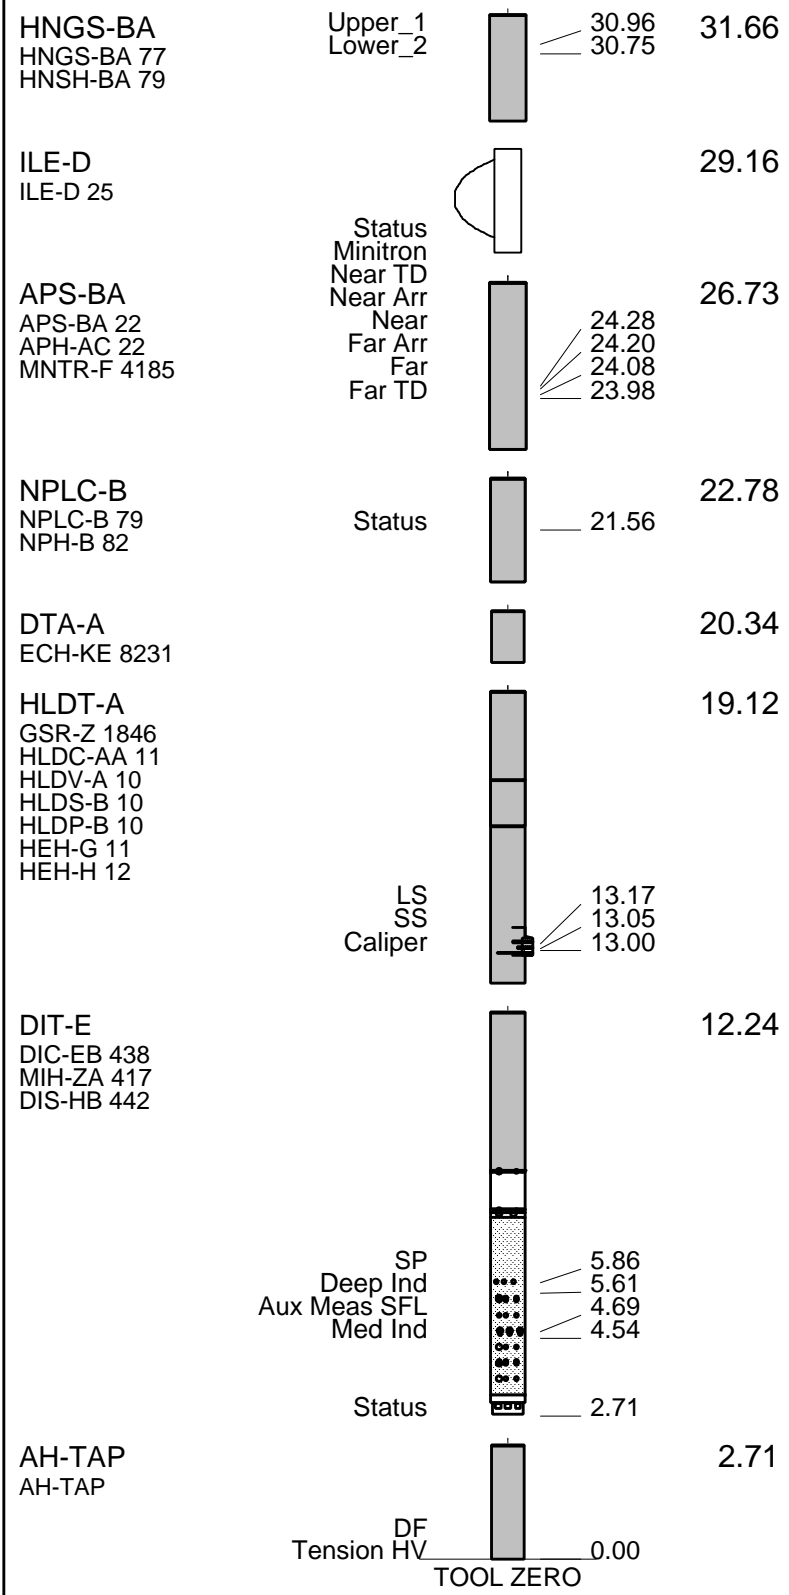 HNGS-BA Upper_1 30.96 31.66
HNGS-BA 77 Lower_2 30.75
HNSH-BA 79
ILE-D 29.16
ILE-D 25
Status
Minitron
Near TD
APS-BA Near Arr 26.73
APS-BA 22 Near 24.28
APH-AC 22 Far Arr 24.20
MNTR-F 4185 Far 24.08
Far TD 23.98
NPLC-B 22.78
NPLC-B 79 Status 21.56
NPH-B 82
DTA-A 20.34
ECH-KE 8231
HLDT-A 19.12
GSR-Z 1846
HLDC-AA 11
HLDV-A 10
HLDS-B 10
HLDP-B 10
HEH-G 11
HEH-H 12
LS 13.17
SS 13.05
Caliper 13.00
DIT-E 12.24
DIC-EB 438
MIH-ZA 417
DIS-HB 442
SP 5.86
Deep Ind 5.61
Aux Meas SFL 4.69
Med Ind 4.54
Status 2.71
AH-TAP 2.71
AH-TAP
DF
Tension HV 0.00
TOOL ZERO